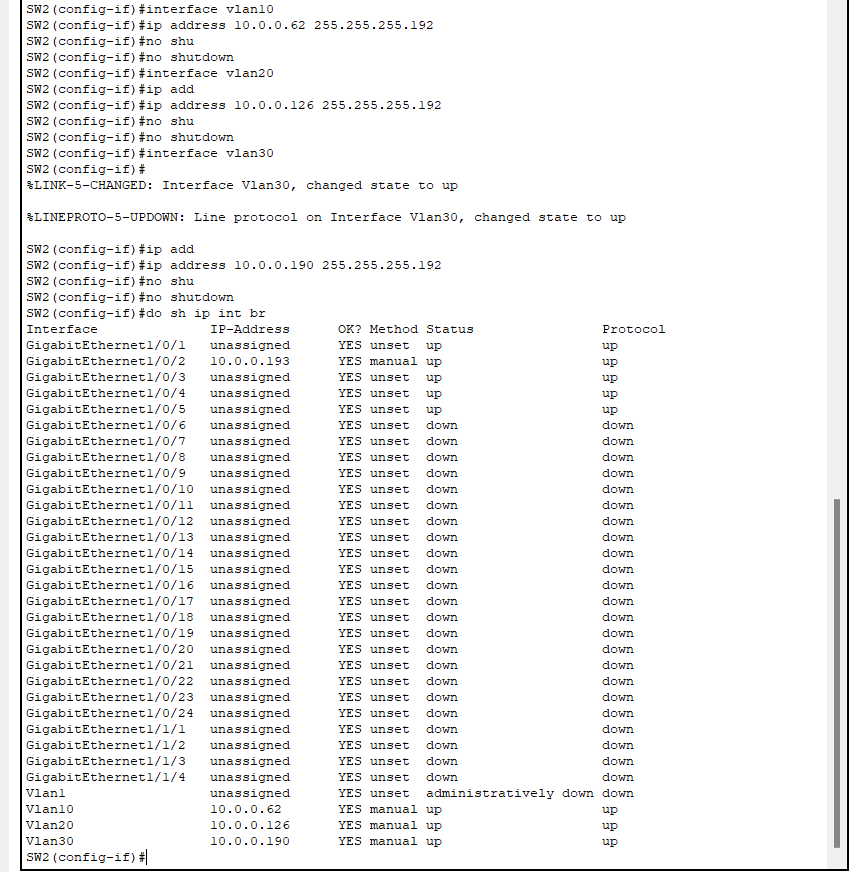 SW2(config-if)#interface vlan10
SW2(config-if)#ip address 10.0.0.62 255.255.255.192
SW2(config-if)#no shu
SW2(config-if)#no shutdown
SW2(config-if)#interface vlan20
SW2(config-if)#ip add
SW2(config-if)#ip address 10.0.0.126 255.255.255.192
SW2(config-if)#no shu
SW2(config-if)#no shutdown
SW2(config-if)#interface vlan30
SW2(config-if)#
%LINK-5-CHANGED: Interface Vlan30, changed state to up
%LINEPROTO-5-UPDOWN: Line protocol on Interface Vlan30, changed state to up
SW2(config-if)#ip add
SW2(config-if)#ip address 10.0.0.190 255.255.255.192
SW2(config-if)#no shu
SW2(config-if)#no shutdown
SW2(config-if)#do sh ip int br
Interface IP-Address OK? Method Status Protocol
GigabitEthernet1/0/1 unassigned YES unset up up
GigabitEthernet1/0/2 10.0.0.193 YES manual up up
GigabitEthernet1/0/3 unassigned YES unset up up
GigabitEthernet1/0/4 unassigned YES unset up up
GigabitEthernet1/0/5 unassigned YES unset up up
GigabitEthernet1/0/6 unassigned YES unset down down
GigabitEthernet1/0/7 unassigned YES unset down down
GigabitEthernet1/0/8 unassigned YES unset down down
GigabitEthernet1/0/9 unassigned YES unset down down
GigabitEthernet1/0/10 unassigned YES unset down down
GigabitEthernet1/0/11 unassigned YES unset down down
GigabitEthernet1/0/12 unassigned YES unset down down
GigabitEthernet1/0/13 unassigned YES unset down down
GigabitEthernet1/0/14 unassigned YES unset down down
GigabitEthernet1/0/15 unassigned YES unset down down
GigabitEthernet1/0/16 unassigned YES unset down down
GigabitEthernet1/0/17 unassigned YES unset down down
GigabitEthernet1/0/18 unassigned YES unset down down
GigabitEthernet1/0/19 unassigned YES unset down down
GigabitEthernet1/0/20 unassigned YES unset down down
GigabitEthernet1/0/21 unassigned YES unset down down
GigabitEthernet1/0/22 unassigned YES unset down down
GigabitEthernet1/0/23 unassigned YES unset down down
GigabitEthernet1/0/24 unassigned YES unset down down
GigabitEthernet1/1/1 unassigned YES unset down down
GigabitEthernet1/1/2 unassigned YES unset down down
GigabitEthernet1/1/3 unassigned YES unset down down
GigabitEthernet1/1/4 unassigned YES unset down down
Vlan1 unassigned YES unset administratively down down
Vlan10 10.0.0.62 YES manual up up
Vlan20 10.0.0.126 YES manual up up
Vlan30 10.0.0.190 YES manual up up
SW2(config-if)#